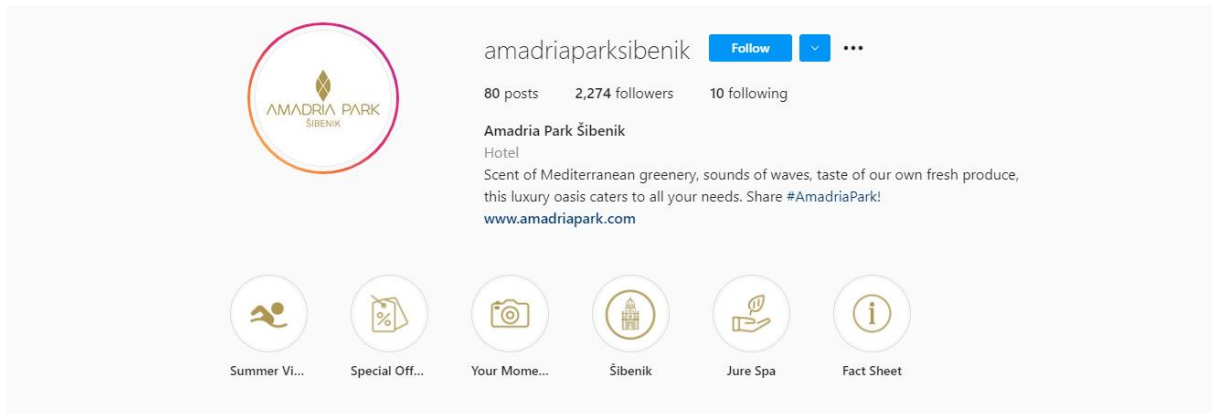 amadriaparksibenik Follow
80 posts 2,274 followers 10 following
AMADRIA PARK
ŠIBENIK
Amadria Park Šibenik
Hotel
Scent of Mediterranean greenery, sounds of waves, taste of our own fresh produce,
this luxury oasis caters to all your needs. Share #AmadriaPark!
www.amadriapark.com
%
i
Summer Vi... Special Off... Your Mome... Šibenik Jure Spa Fact Sheet